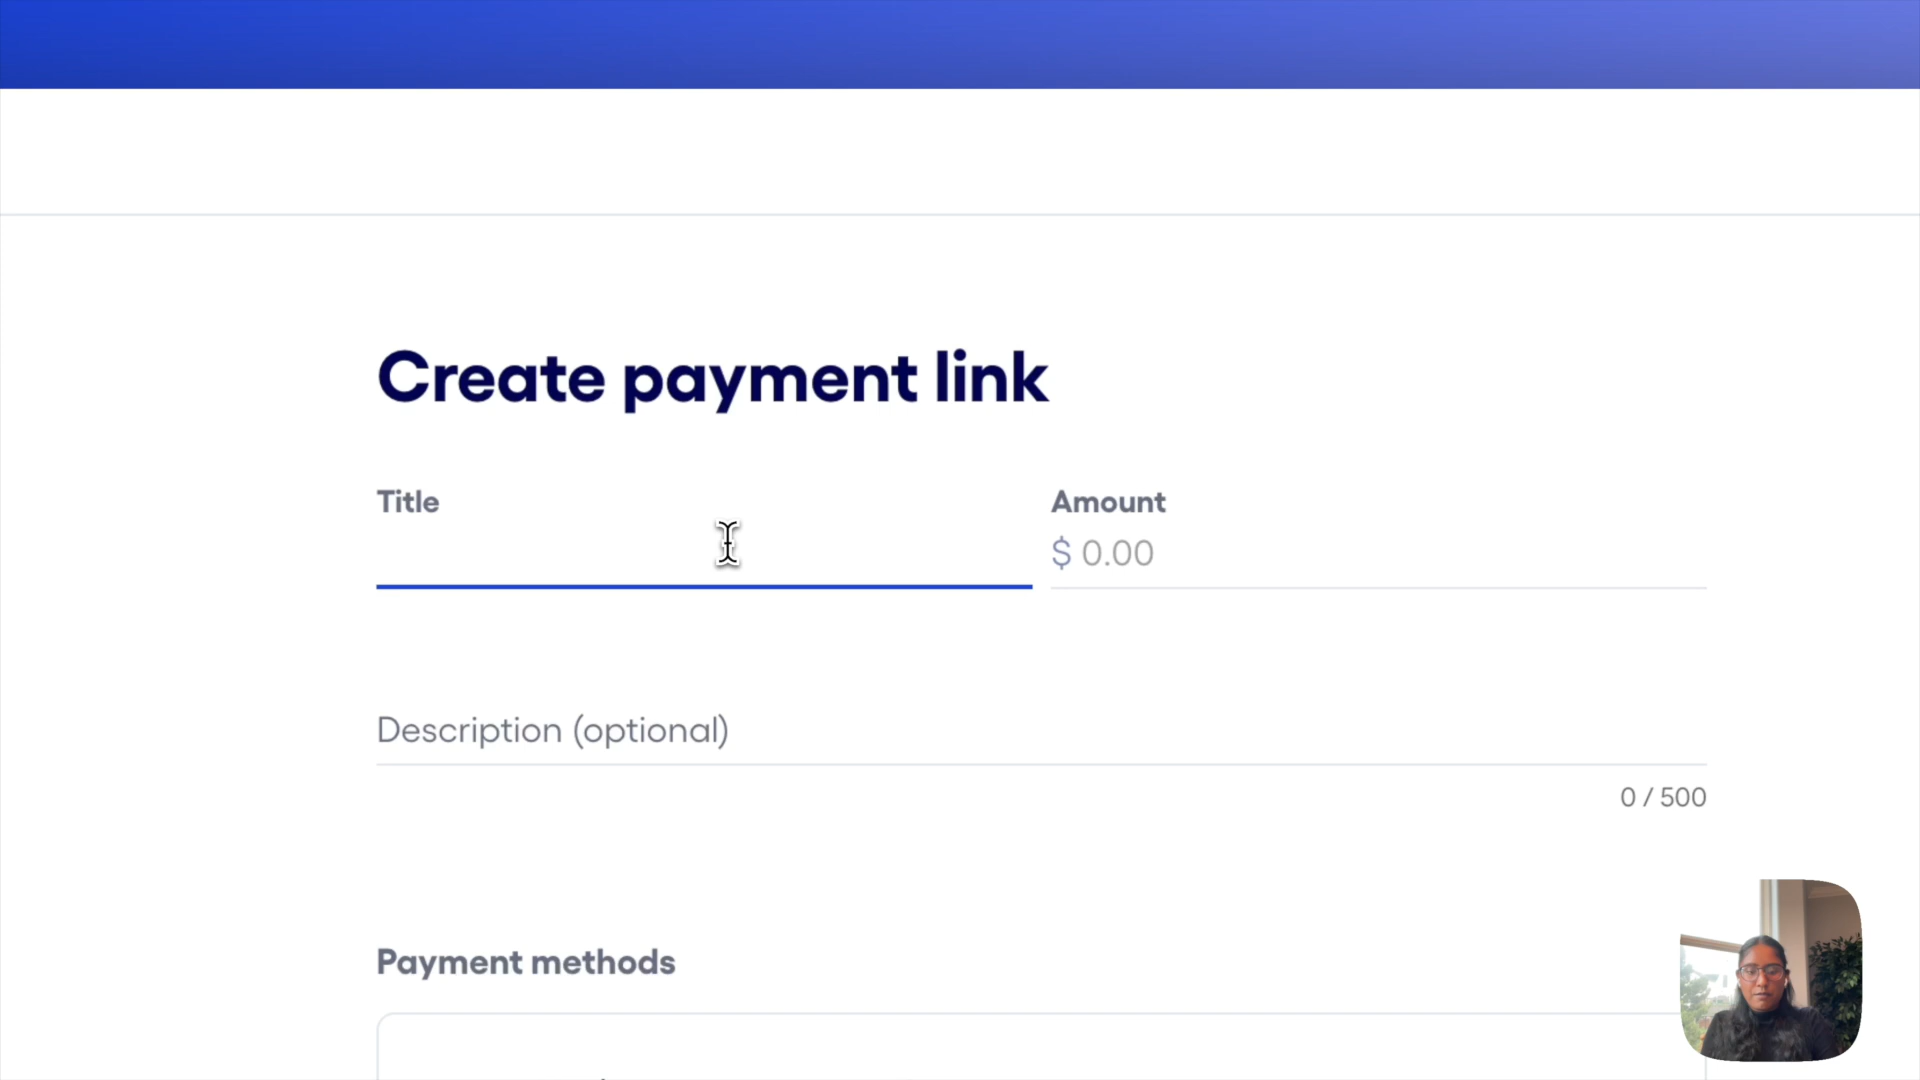 Create payment link
Title
Amount
$ 0.00
Description (optional)
0 / 500
Payment methods